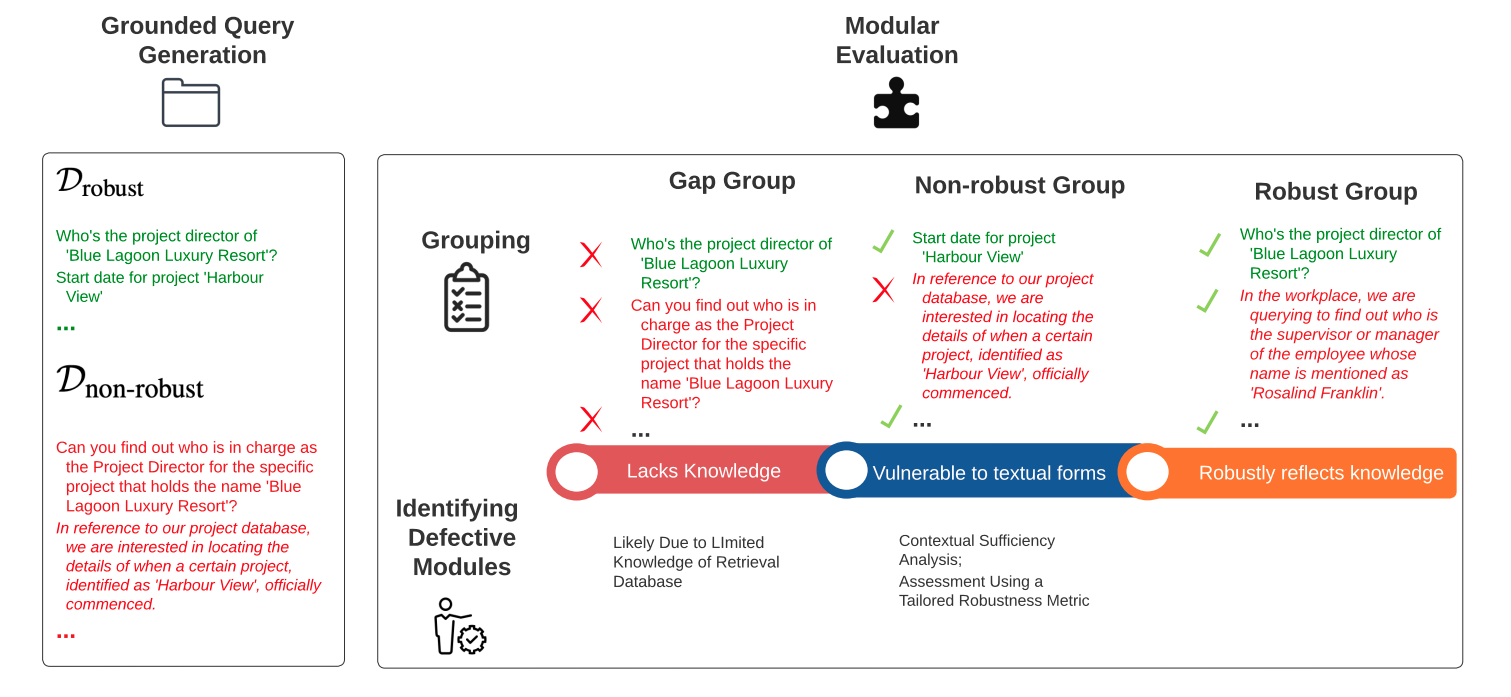 Grounded Query
Generation
Modular
Evaluation
𝒟robust
Who's the project director of
'Blue Lagoon Luxury Resort'?
Start date for project 'Harbour
View'
...
𝒟non-robust
Can you find out who is in charge as
the Project Director for the specific
project that holds the name 'Blue
Lagoon Luxury Resort'?
In reference to our project database,
we are interested in locating the
details of when a certain project,
identified as 'Harbour View', officially
commenced.
...
Grouping
Gap Group
Who's the project director of
'Blue Lagoon Luxury
Resort'?
Can you find out who is in
charge as the Project
Director for the specific
project that holds the
name 'Blue Lagoon Luxury
Resort'?
...
Lacks Knowledge
Non-robust Group
Start date for project
'Harbour View'
In reference to our project
database, we are
interested in locating the
details of when a certain
project, identified as
'Harbour View', officially
commenced.
...
Vulnerable to textual forms
Robust Group
Who's the project director of
'Blue Lagoon Luxury
Resort'?
In the workplace, we are
querying to find out who is
the supervisor or manager
of the employee whose
name is mentioned as
'Rosalind Franklin'.
...
Robustly reflects knowledge
Identifying
Defective
Modules
Likely Due to LImited
Knowledge of Retrieval
Database
Contextual Sufficiency
Analysis;
Assessment Using a
Tailored Robustness Metric